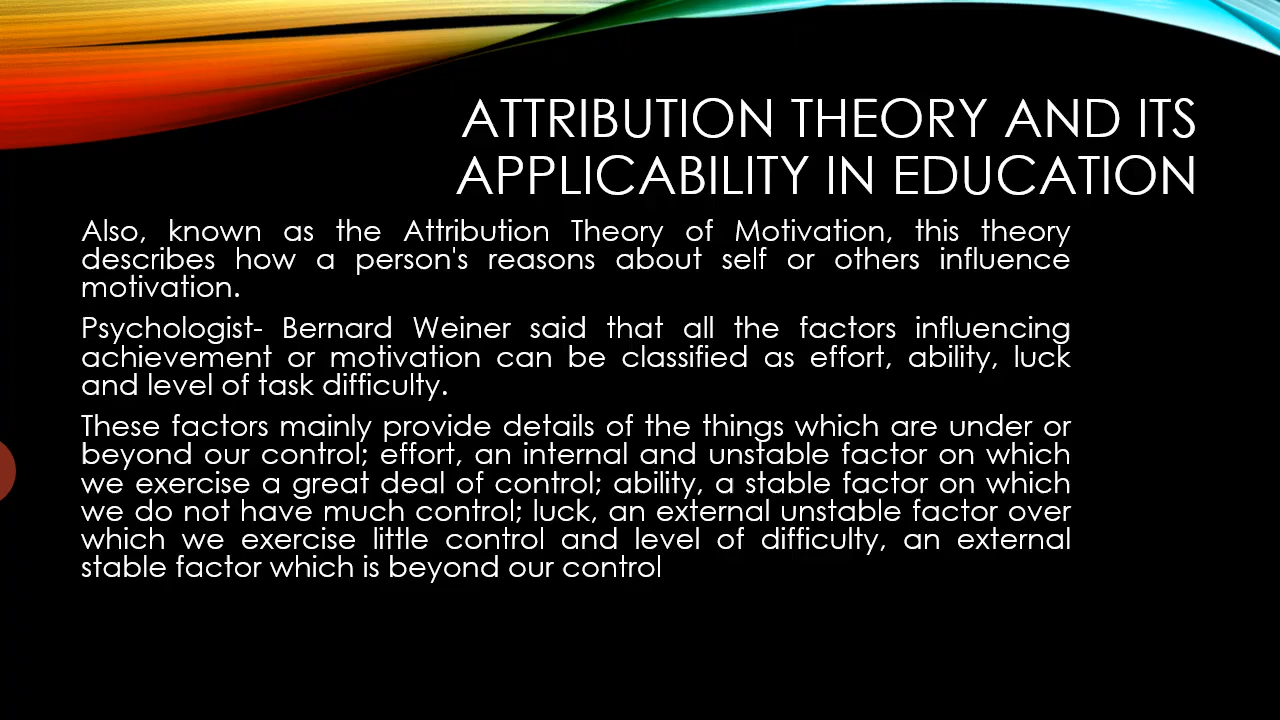 ATTRIBUTION THEORY AND ITS
APPLICABILITY IN EDUCATION
Also, known as the Attribution Theory of Motivation, this theory
describes how a person's reasons about self or others influence
motivation.
Psychologist- Bernard Weiner said that all the factors influencing
achievement or motivation can be classified as effort, ability, luck
and level of task difficulty.
These factors mainly provide details of the things which are under or
beyond our control; effort, an internal and unstable factor on which
we exercise a great deal of control; ability, a stable factor on which
we do not have much control; luck, an external unstable factor over
which we exercise little control and level of difficulty, an external
stable factor which is beyond our control